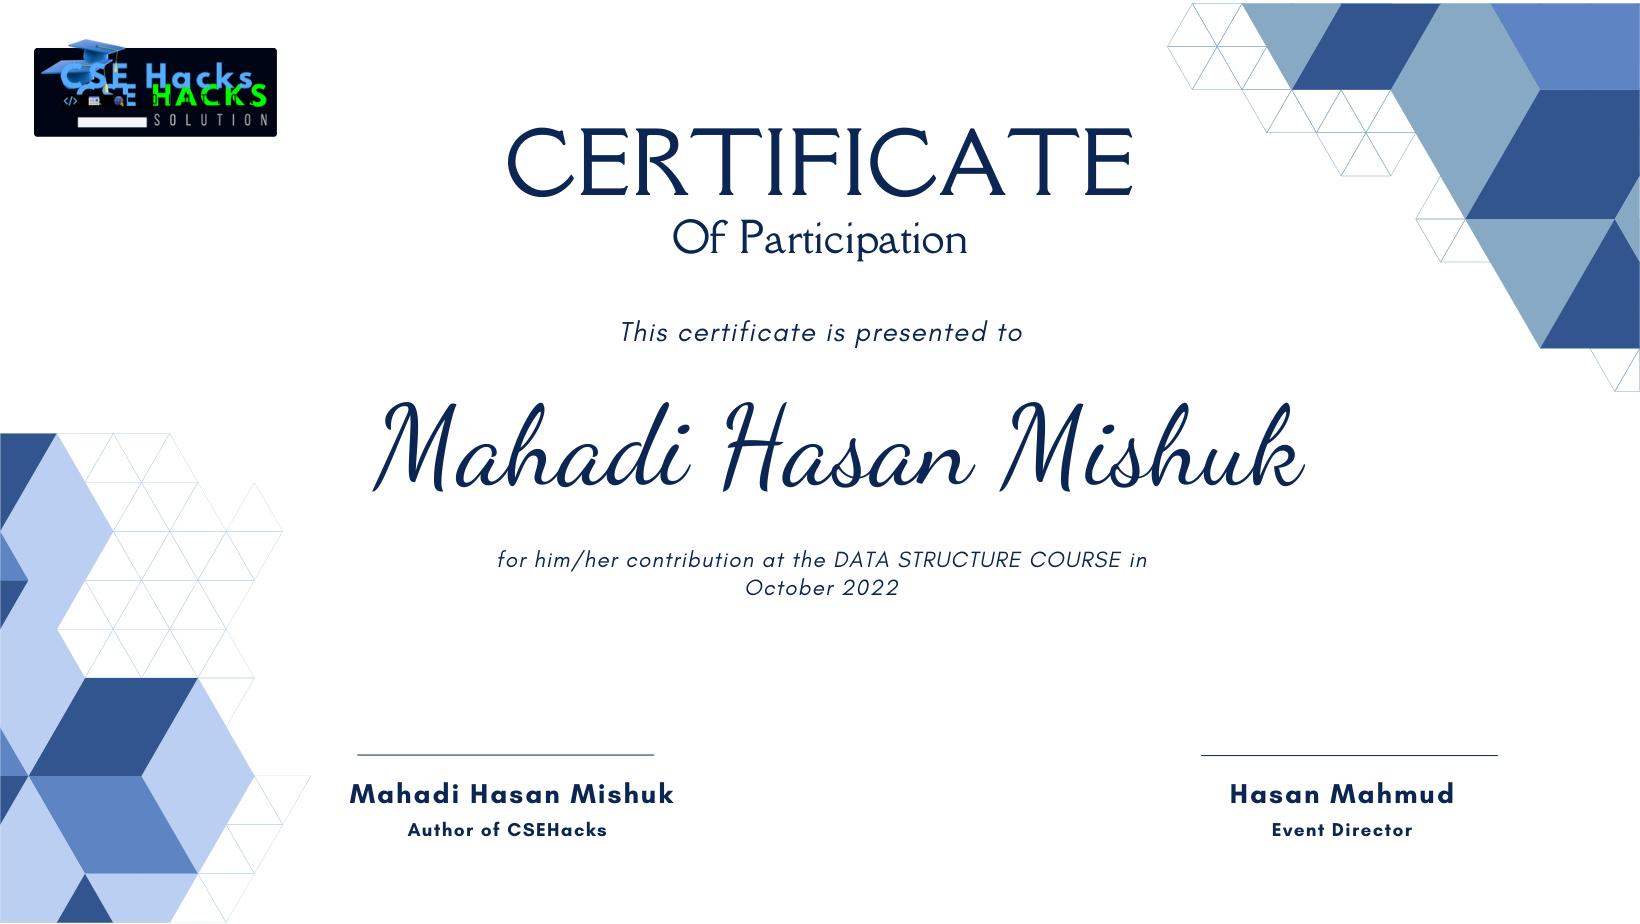 CSE Hacks
HACKS
SOLUTION
CERTIFICATE
Of Participation
This certificate is presented to
Mahadi Hasan Mishuk
for him/her contribution at the DATA STRUCTURE COURSE in
October 2022
Mahadi Hasan Mishuk
Author of CSEHacks
Hasan Mahmud
Event Director